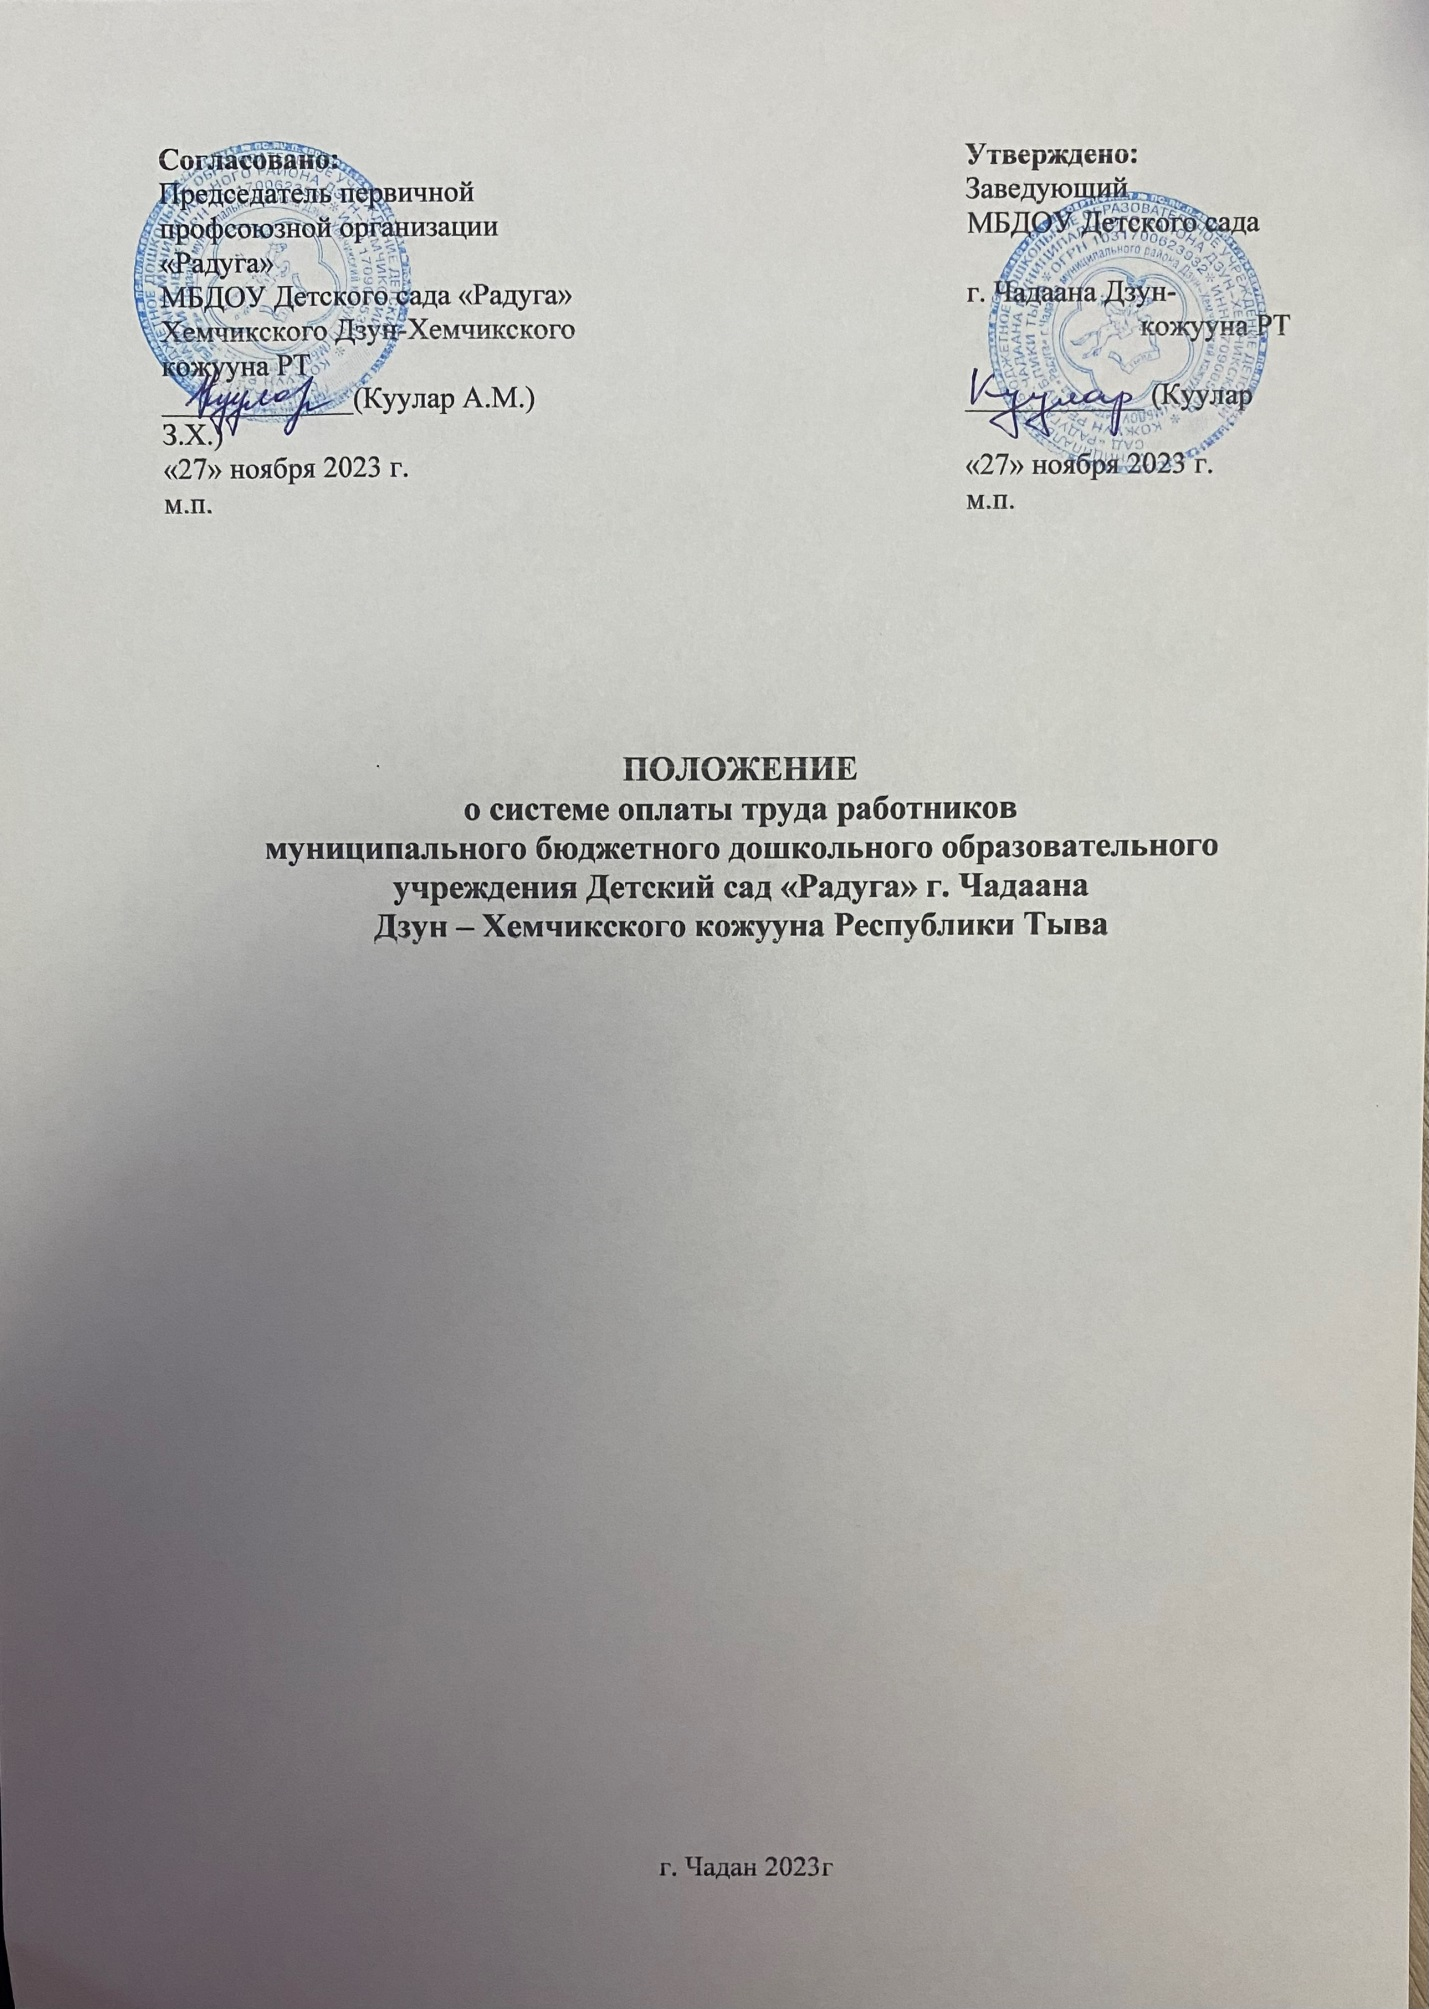 Согласовано:
Председатель первичной
профсоюзной организации
«Радуга»
МБДОУ Детского сада «Радуга»
Хемчикского Дзун-Хемчикского
кожууна РТ
Куулар (Куулар А.М.)
З.Х.)
«27» ноября 2023 г.
м.п.
Утверждено:
Заведующий
МБДОУ Детского сада
г. Чадаана Дзун-
кожууна РТ
Куулар (Куулар
«27» ноября 2023 г.
м.п.
ПОЛОЖЕНИЕ
о системе оплаты труда работников
муниципального бюджетного дошкольного образовательного
учреждения Детский сад «Радуга» г. Чадаана
Дзун – Хемчикского кожууна Республики Тыва
г. Чадан 2023г